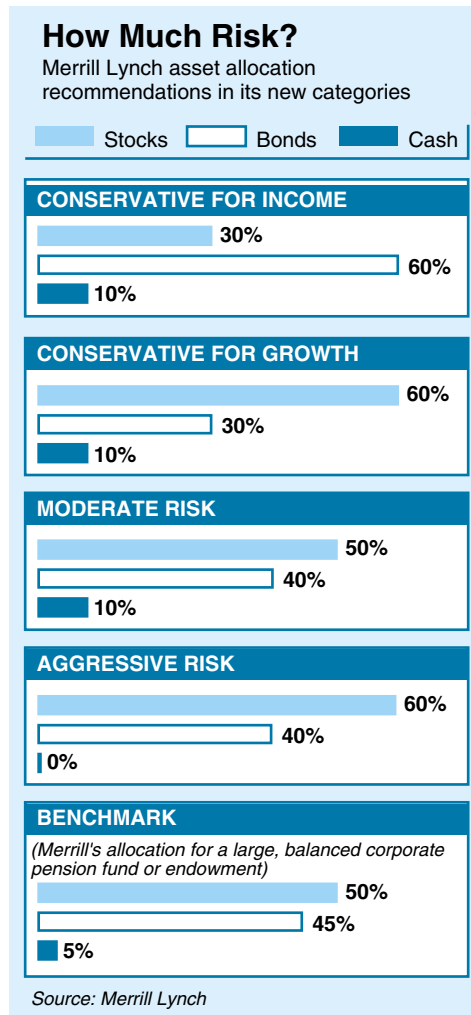 How Much Risk?
Merrill Lynch asset allocation
recommendations in its new categories
Stocks Bonds Cash
CONSERVATIVE FOR INCOME
30%
60%
10%
CONSERVATIVE FOR GROWTH
60%
30%
10%
MODERATE RISK
50%
40%
10%
AGGRESSIVE RISK
60%
40%
0%
BENCHMARK
(Merrill's allocation for a large, balanced corporate
pension fund or endowment)
50%
45%
5%
Source: Merrill Lynch